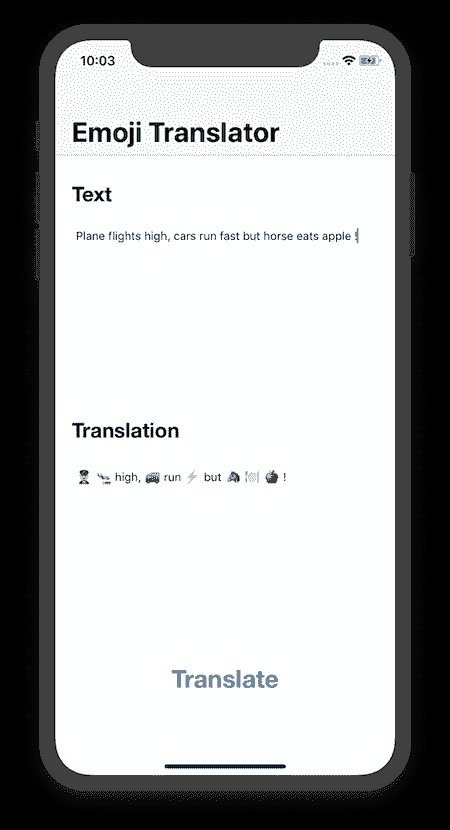 10:03
Emoji Translator
Text
Plane flights high, cars run fast but horse eats apple !
Translation
👨‍✈️ 🛬 high, 🚌 run ⚡ but 🐴 🍽 🍎 !
Translate